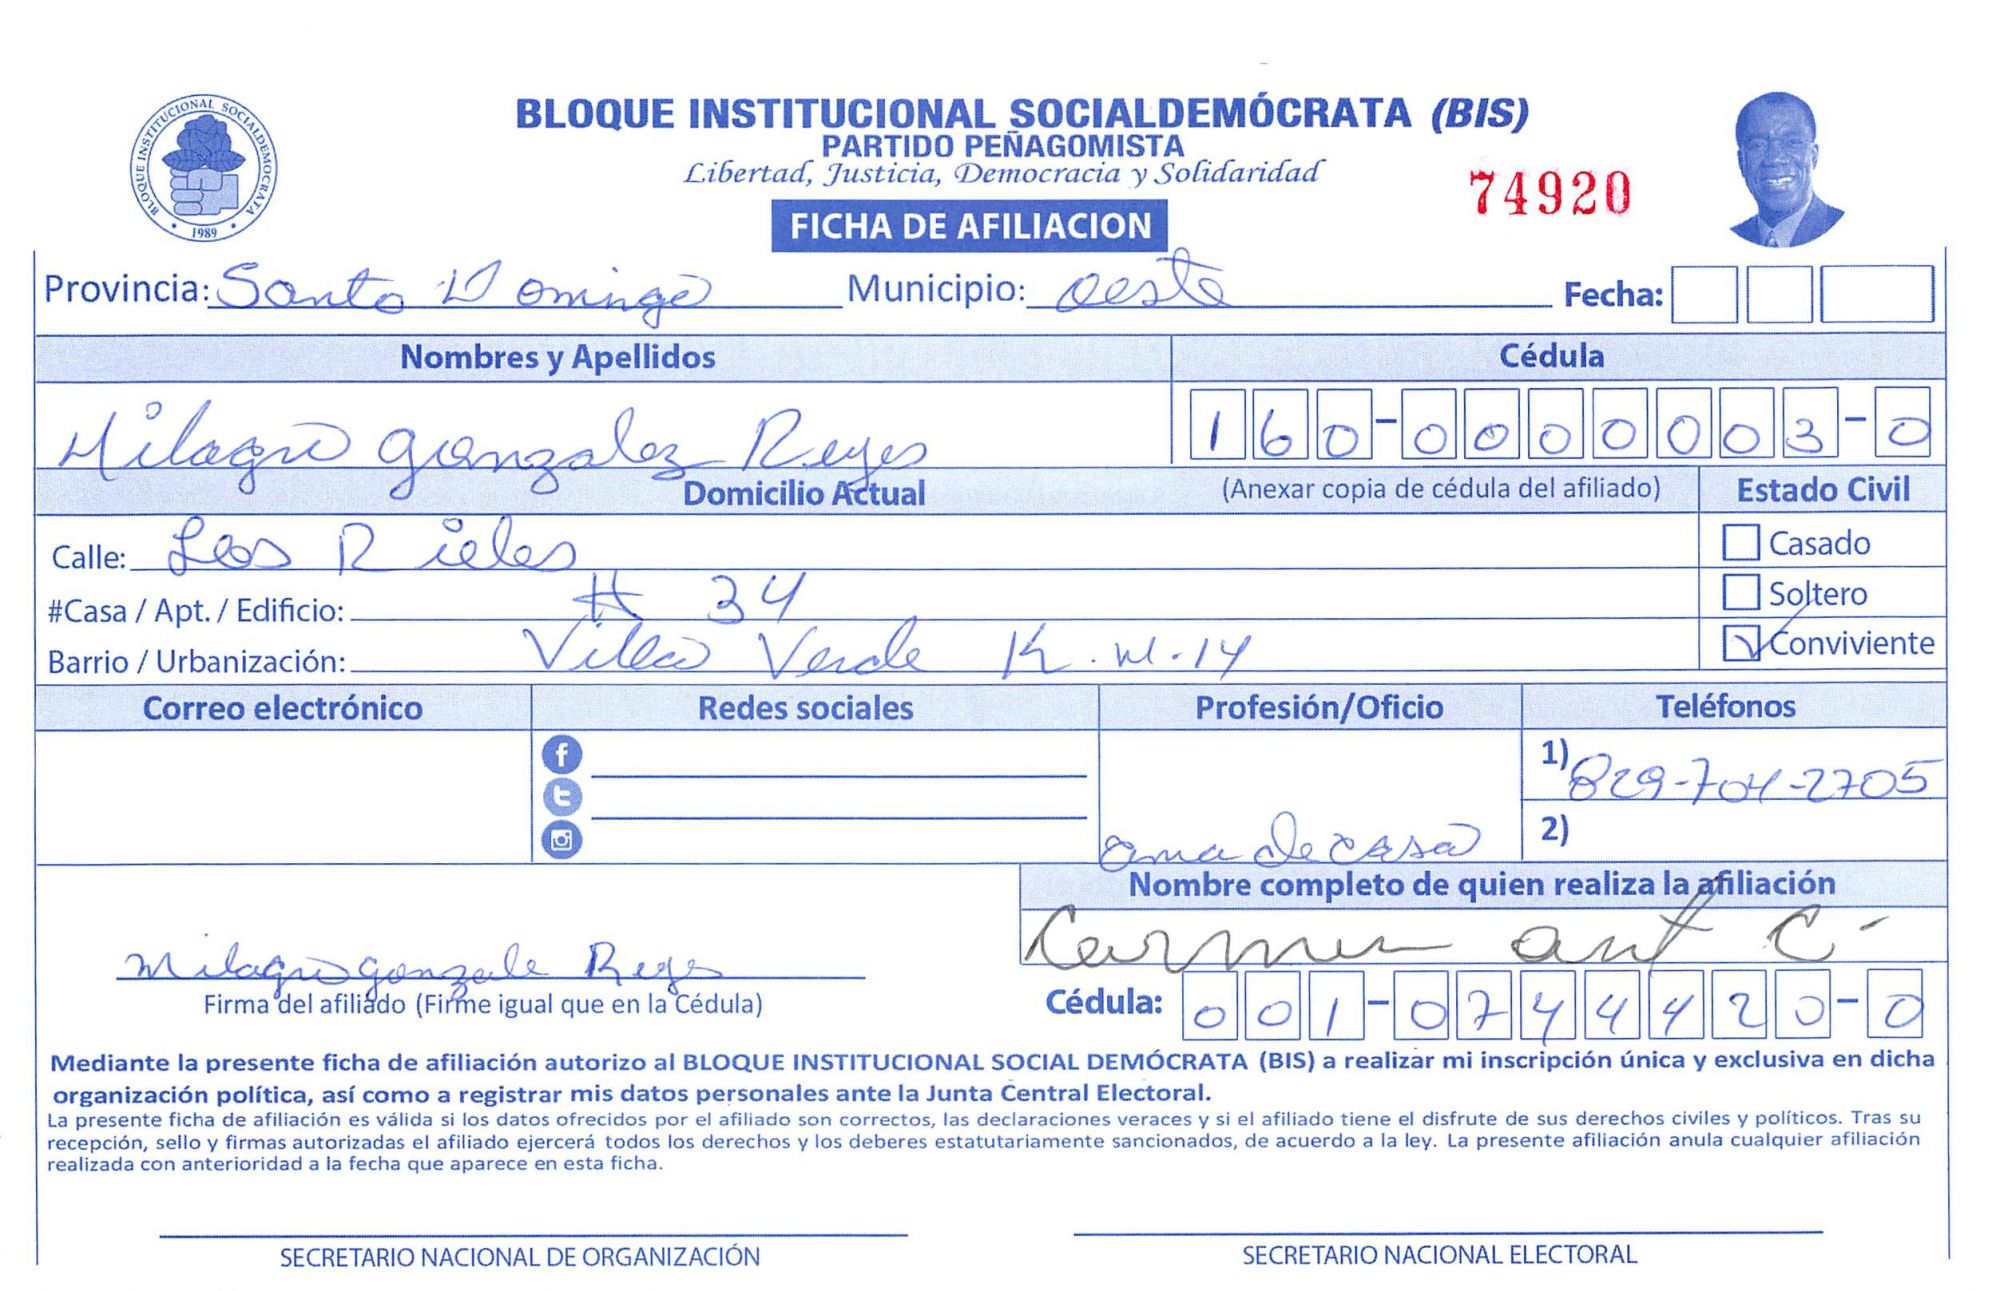 BLOQUE INSTITUCIONAL SOCIALDEMÓCRATA (BIS)
PARTIDO PEÑAGOMISTA
Libertad, Justicia, Democracia y Solidaridad
BLOQUE INSTITUCIONAL SOCIALDEMOCRATA
1989
74920
FICHA DE AFILIACION
Provincia: Santo Domingo Municipio: oeste Fecha:
Nombres y Apellidos Cédula
Milagro gonzalez Reyes 160-0000003-0
Domicilio Actual (Anexar copia de cédula del afiliado) Estado Civil
Calle: Los Rieles Casado
#Casa / Apt. / Edificio: # 34 Soltero
Barrio / Urbanización: Villa Verde K.M.14 Conviviente
Correo electrónico Redes sociales Profesión/Oficio Teléfonos
1) 829-704-2705
ama de casa 2)
Nombre completo de quien realiza la afiliación
Milagro gonzale Reyes Carmen ant C.
Firma del afiliado (Firme igual que en la Cédula) Cédula: 001-0744420-0
Mediante la presente ficha de afiliación autorizo al BLOQUE INSTITUCIONAL SOCIAL DEMÓCRATA (BIS) a realizar mi inscripción única y exclusiva en dicha
organización política, así como a registrar mis datos personales ante la Junta Central Electoral.
La presente ficha de afiliación es válida si los datos ofrecidos por el afiliado son correctos, las declaraciones veraces y si el afiliado tiene el disfrute de sus derechos civiles y políticos. Tras su
recepción, sello y firmas autorizadas el afiliado ejercerá todos los derechos y los deberes estatutariamente sancionados, de acuerdo a la ley. La presente afiliación anula cualquier afiliación
realizada con anterioridad a la fecha que aparece en esta ficha.
SECRETARIO NACIONAL DE ORGANIZACIÓN SECRETARIO NACIONAL ELECTORAL